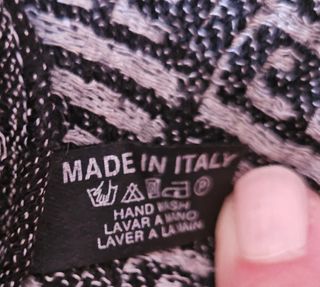 MADE IN ITALY
P
HAND WASH
LAVAR A MANO
LAVER A LA MAIN